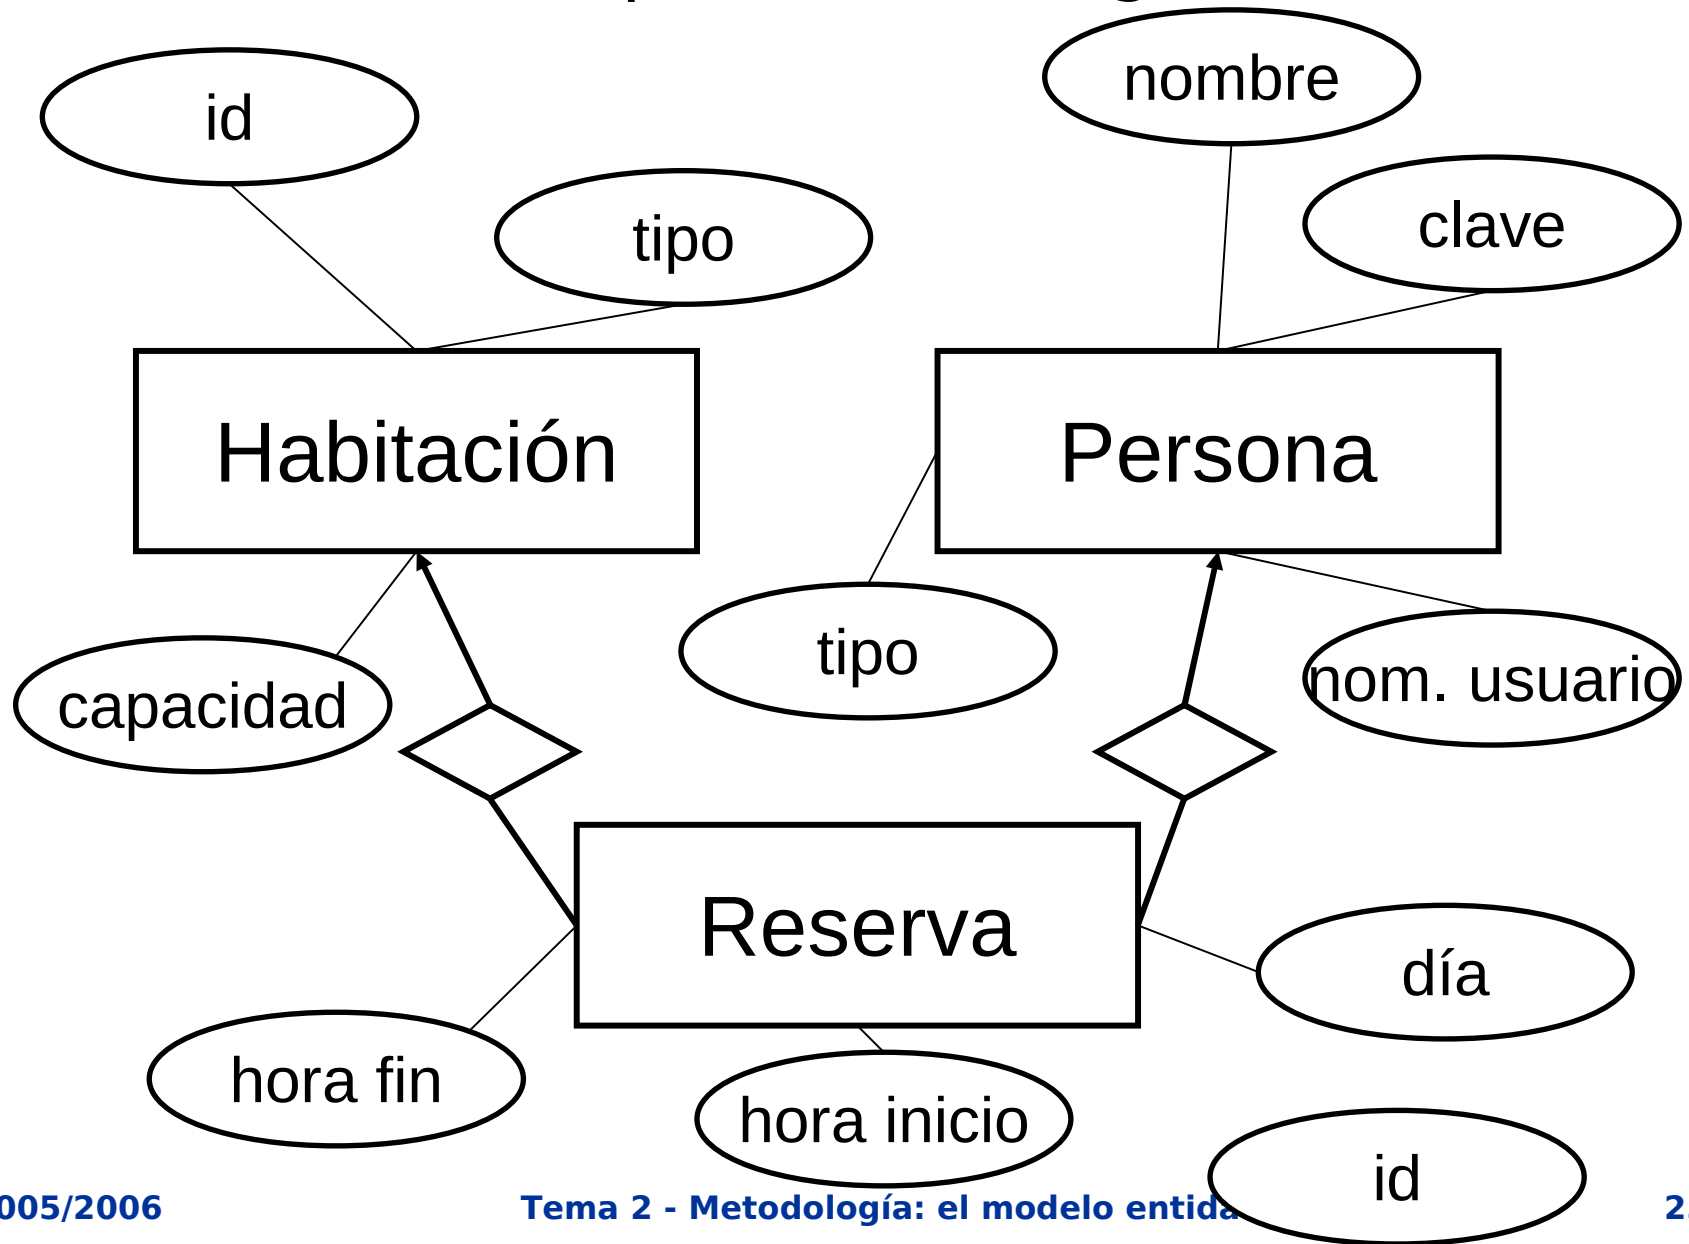 nombre
id
clave
tipo
Habitación
Persona
tipo
nom. usuario
capacidad
Reserva
día
hora fin
hora inicio
id
005/2006
Tema 2 - Metodología: el modelo entida
2